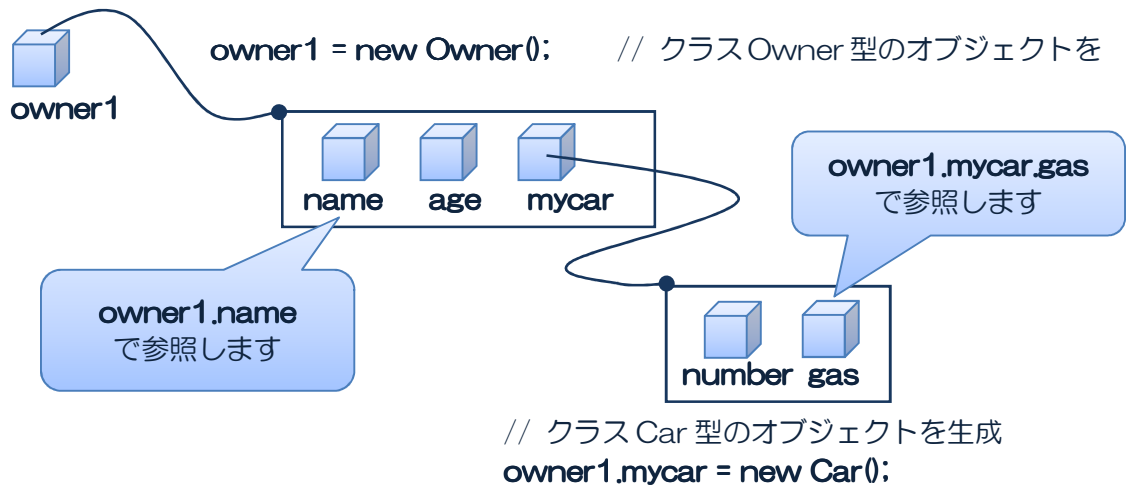 owner1 = new Owner(); // クラスOwner 型のオブジェクトを
owner1
name age mycar
owner1.mycar.gas
で参照します
owner1.name
で参照します
number gas
// クラスCar 型のオブジェクトを生成
owner1.mycar = new Car();